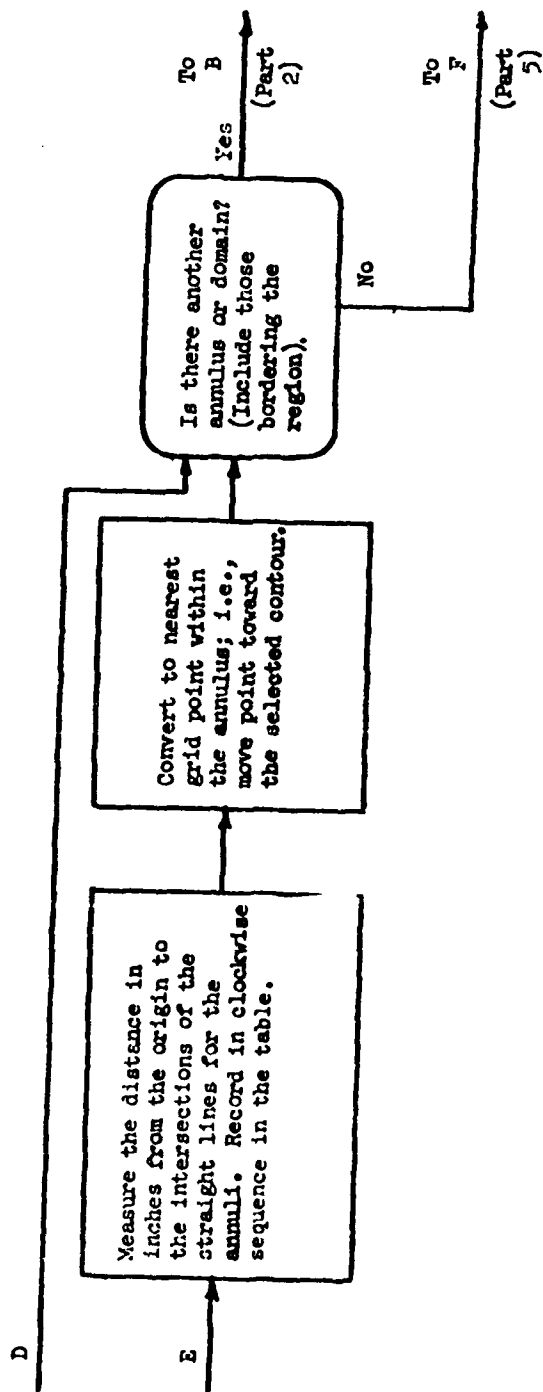 D
E
Measure the distance in
inches from the origin to
the intersections of the
straight lines for the
annuli. Record in clockwise
sequence in the table.
Convert to nearest
grid point within
the annulus; i.e.,
move point toward
the selected contour.
Is there another
annulus or domain?
(Include those
bordering the
region).
Yes
To
B
(Part
2)
No
To
F
(Part
5)